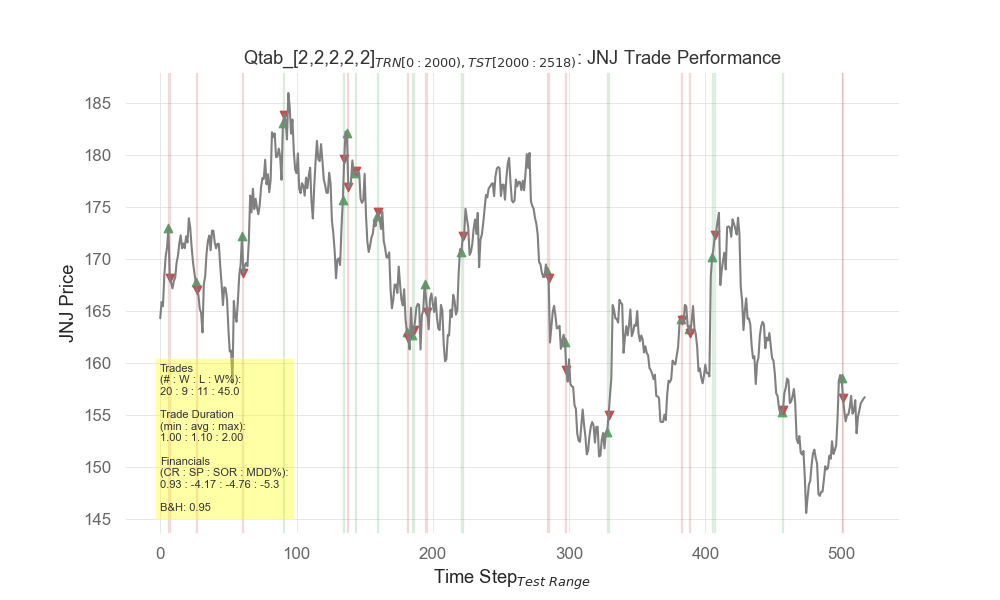 Qtab_[2,2,2,2,2]TRN[0:2000),TST[2000:2518): JNJ Trade Performance
JNJ Price
185
180
175
170
165
160
155
150
145
Trades
(# : W : L : W%):
20 : 9 : 11 : 45.0
Trade Duration
(min : avg : max):
1.00 : 1.10 : 2.00
Financials
(CR : SP : SOR : MDD%):
0.93 : -4.17 : -4.76 : -5.3
B&H: 0.95
0 100 200 300 400 500
Time StepTest Range